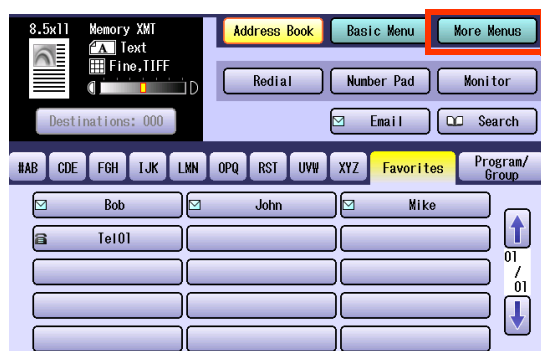 8.5x11 Memory XMT
A Text
Fine,TIFF
D
Destinations: 000
Address Book Basic Menu More Menus
Redial Number Pad Monitor
Email Search
#AB CDE FGH IJK LMN OPQ RST UVW XYZ Favorites Program/
Group
Bob John Mike
Tel01
01
/
01